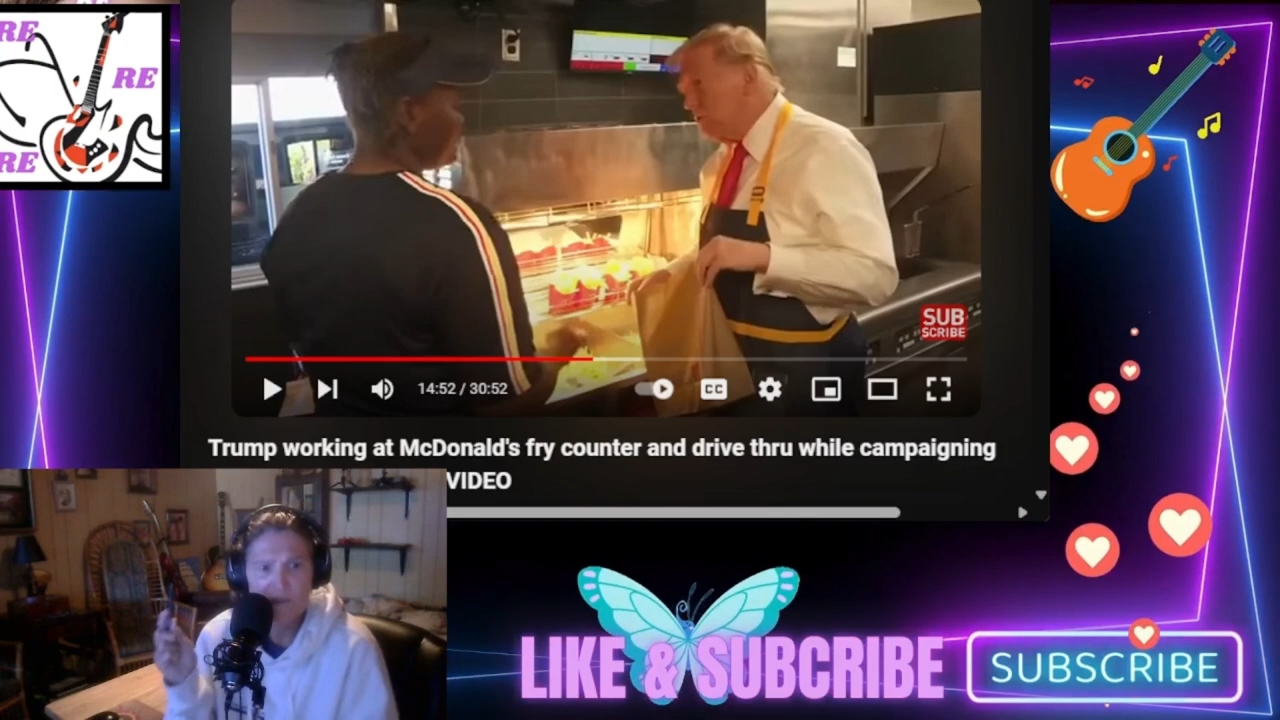 RE
RE
RE
SUB
SCRIBE
14:52 / 30:52
CC
Trump working at McDonald's fry counter and drive thru while campaigning
VIDEO
LIKE & SUBCRIBE
SUBSCRIBE